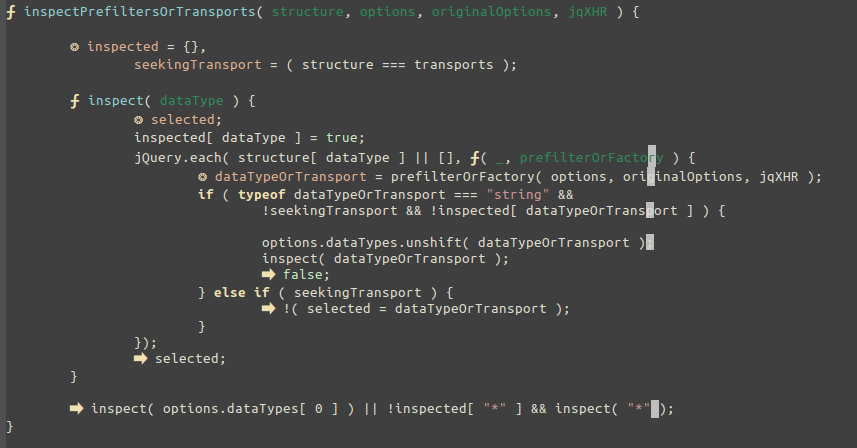 ⨍ inspectPrefiltersOrTransports( structure, options, originalOptions, jqXHR ) {
❂ inspected = {},
seekingTransport = ( structure === transports );
⨍ inspect( dataType ) {
❂ selected;
inspected[ dataType ] = true;
jQuery.each( structure[ dataType ] || [], ⨍( _, prefilterOrFactory ) {
❂ dataTypeOrTransport = prefilterOrFactory( options, originalOptions, jqXHR );
if ( typeof dataTypeOrTransport === "string" &&
!seekingTransport && !inspected[ dataTypeOrTransport ] ) {
options.dataTypes.unshift( dataTypeOrTransport );
inspect( dataTypeOrTransport );
➡ false;
} else if ( seekingTransport ) {
➡ !( selected = dataTypeOrTransport );
}
});
➡ selected;
}
➡ inspect( options.dataTypes[ 0 ] ) || !inspected[ "*" ] && inspect( "*" );
}